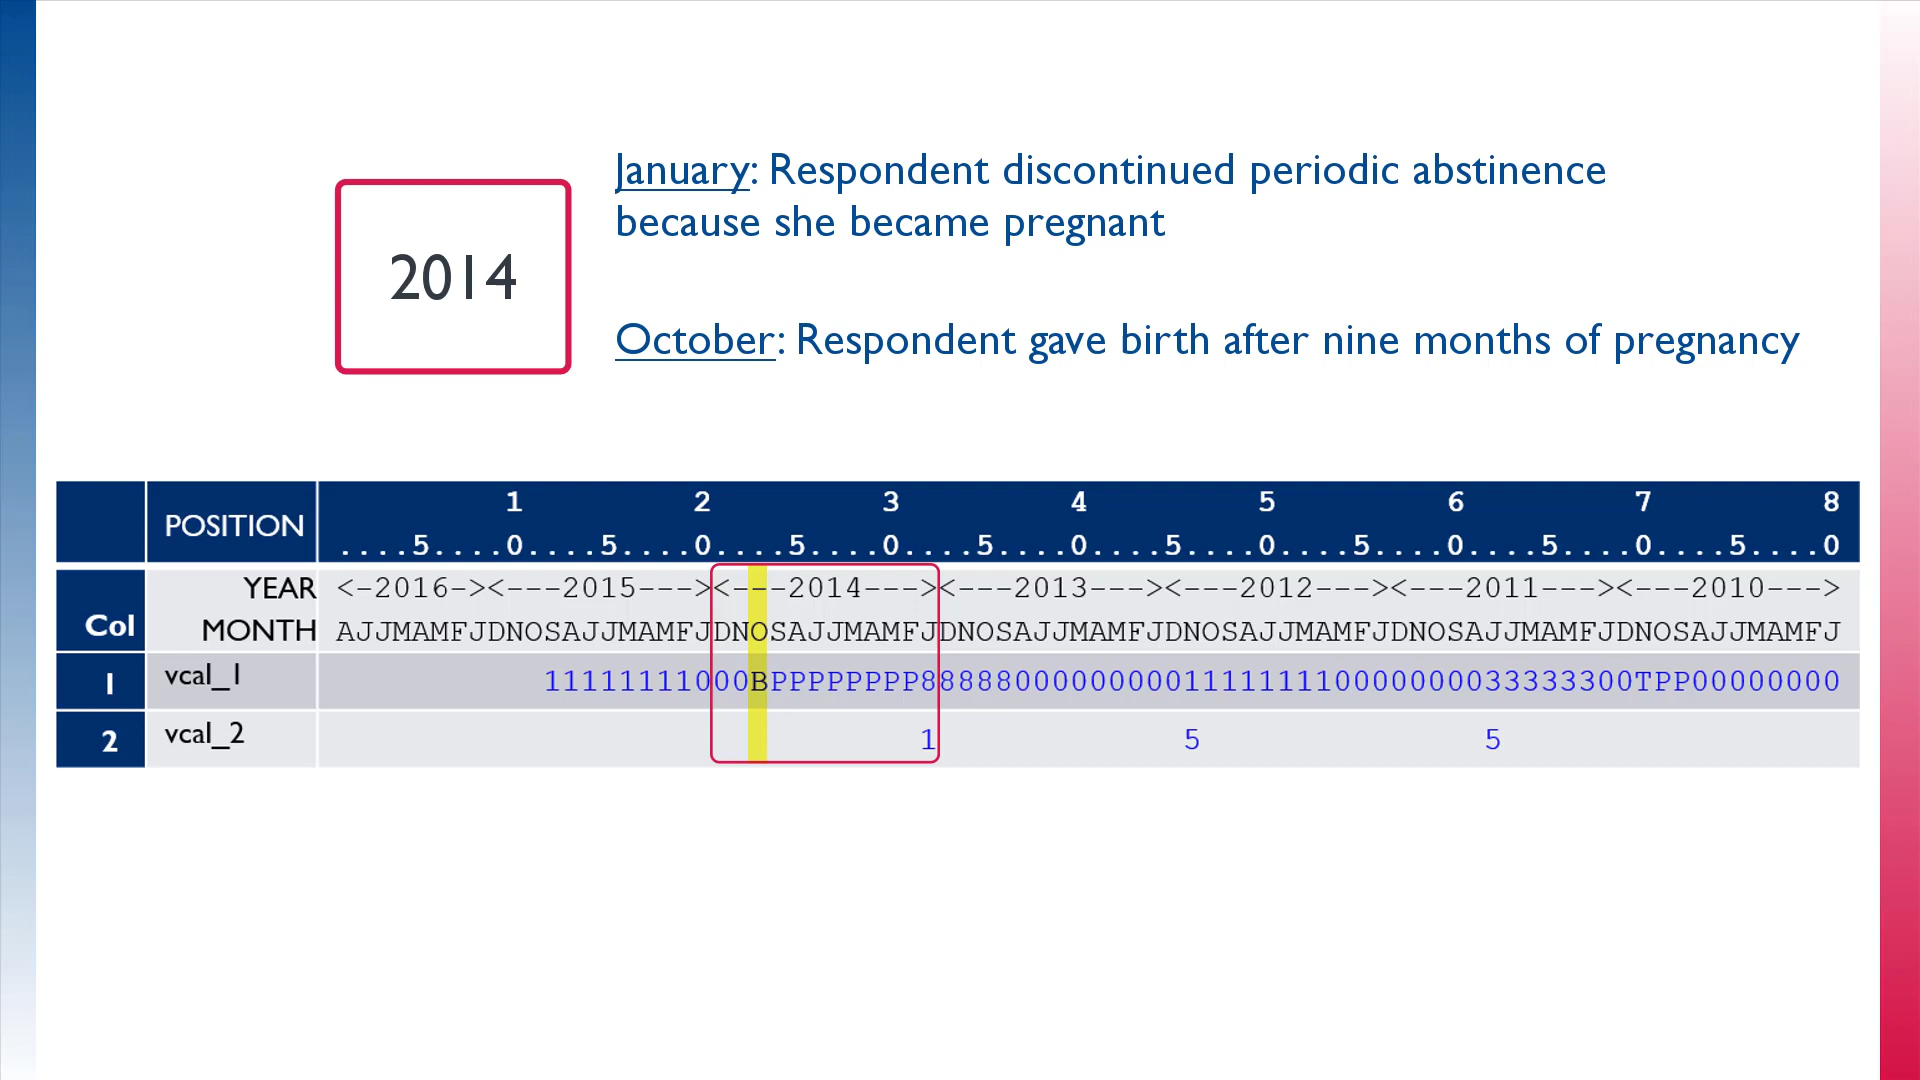 2014
January: Respondent discontinued periodic abstinence
because she became pregnant
October: Respondent gave birth after nine months of pregnancy
1 2 3 4 5 6 7 8
POSITION ....5....0....5....0....5....0....5....0....5....0....5....0....5....0....5....0
YEAR <-2016-><---2015---><---2014---><---2013---><---2012---><---2011---><---2010--->
Col MONTH AJJMAMFJDNOSAJJMAMFJDNOSAJJMAMFJDNOSAJJMAMFJDNOSAJJMAMFJDNOSAJJMAMFJDNOSAJJMAMFJ
1 vcal_1 11111111000BPPPPPPPP88888000000000111111110000000033333300TPP00000000
2 vcal_2 1 5 5